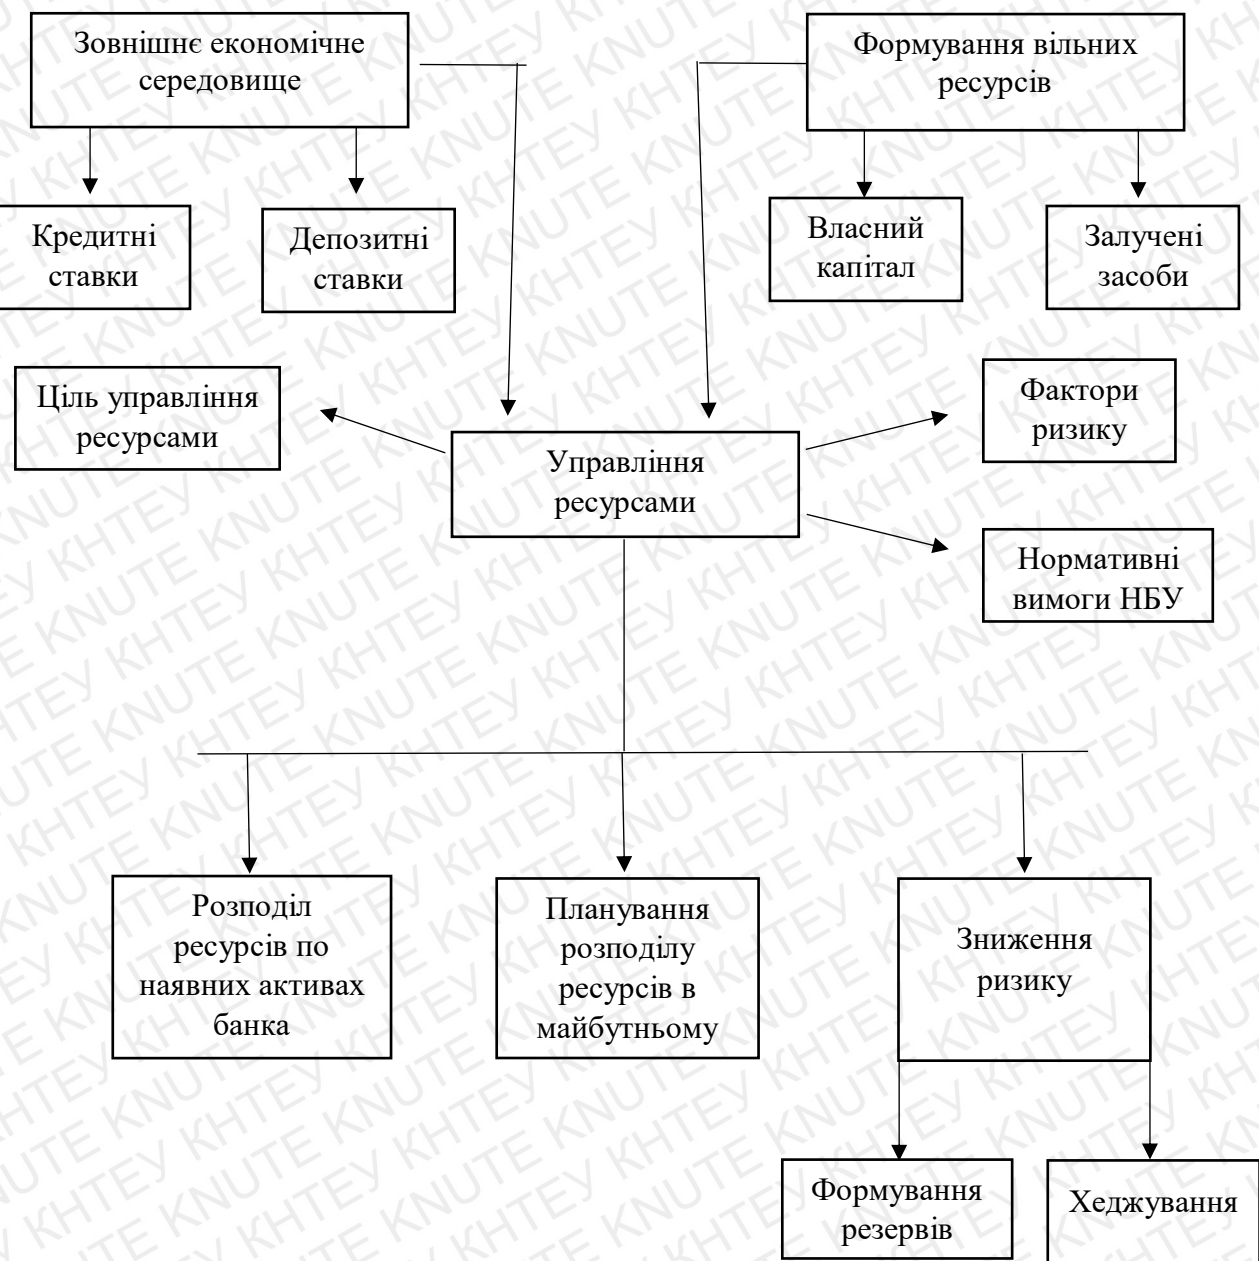 Зовнішнє економічне
середовище
Формування вільних
ресурсів
Кредитні
ставки
Депозитні
ставки
Власний
капітал
Залучені
засоби
Ціль управління
ресурсами
Управління
ресурсами
Фактори
ризику
Нормативні
вимоги НБУ
Розподіл
ресурсів по
наявних активах
банка
Планування
розподілу
ресурсів в
майбутньому
Зниження
ризику
Формування
резервів
Хеджування